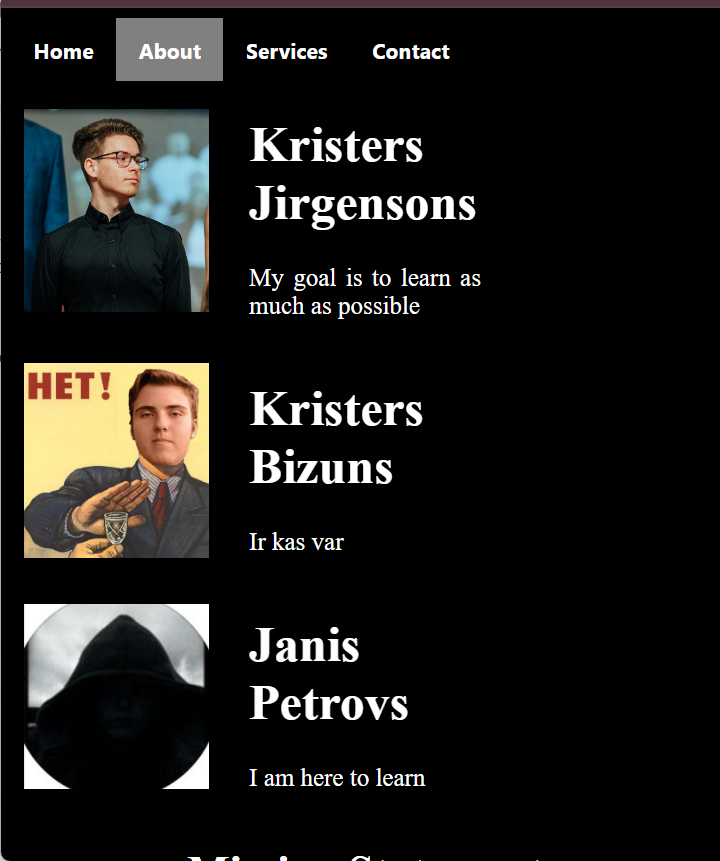 Home About Services Contact
Kristers
Jirgensons
My goal is to learn as
much as possible
НЕТ!
Kristers
Bizuns
Ir kas var
Janis
Petrovs
I am here to learn